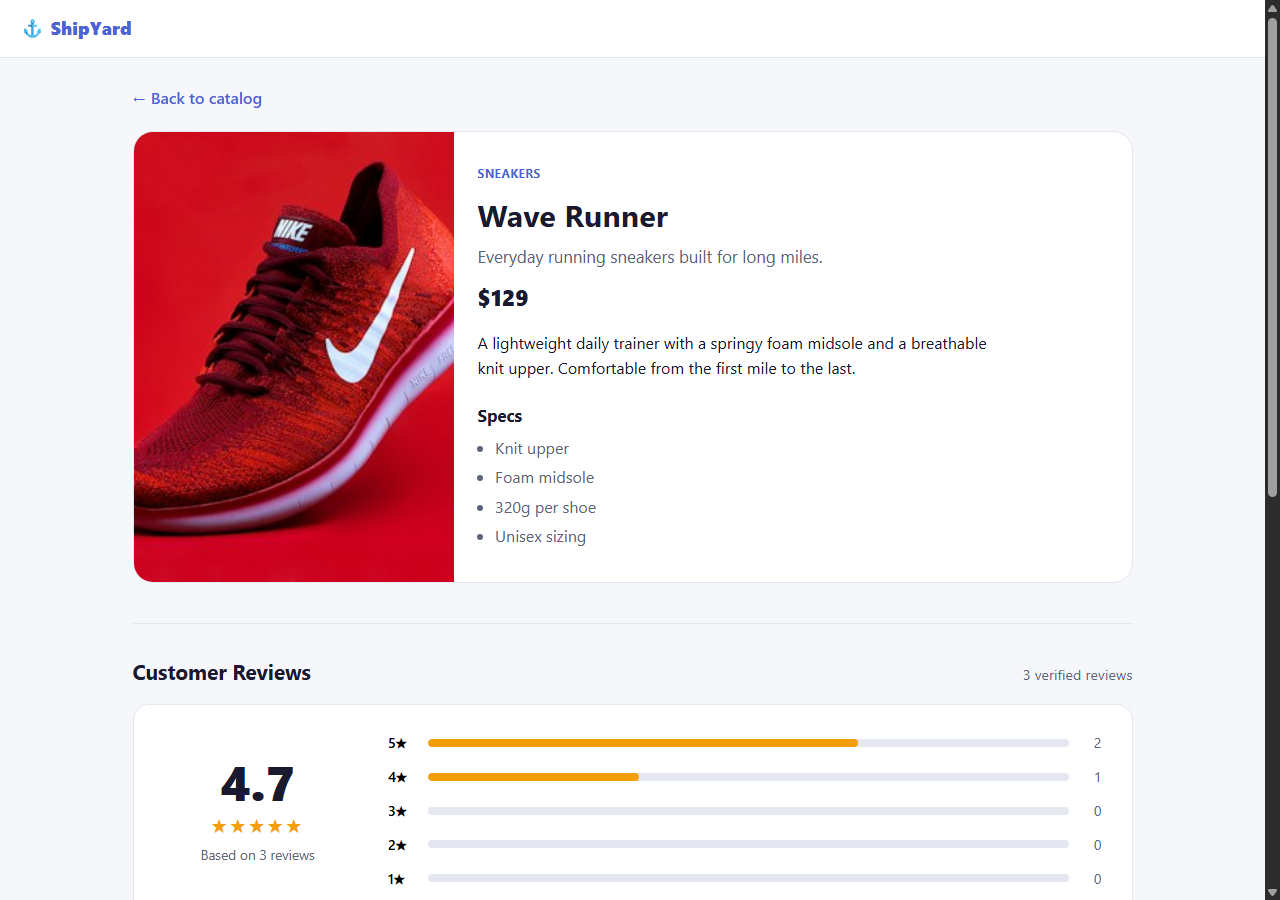 ⚓ ShipYard
← Back to catalog
NIKE
SNEAKERS
Wave Runner
Everyday running sneakers built for long miles.
$129
A lightweight daily trainer with a springy foam midsole and a breathable
knit upper. Comfortable from the first mile to the last.
Specs
• Knit upper
• Foam midsole
• 320g per shoe
• Unisex sizing
Customer Reviews
3 verified reviews
4.7
★★★★★
Based on 3 reviews
5★ 2
4★ 1
3★ 0
2★ 0
1★ 0